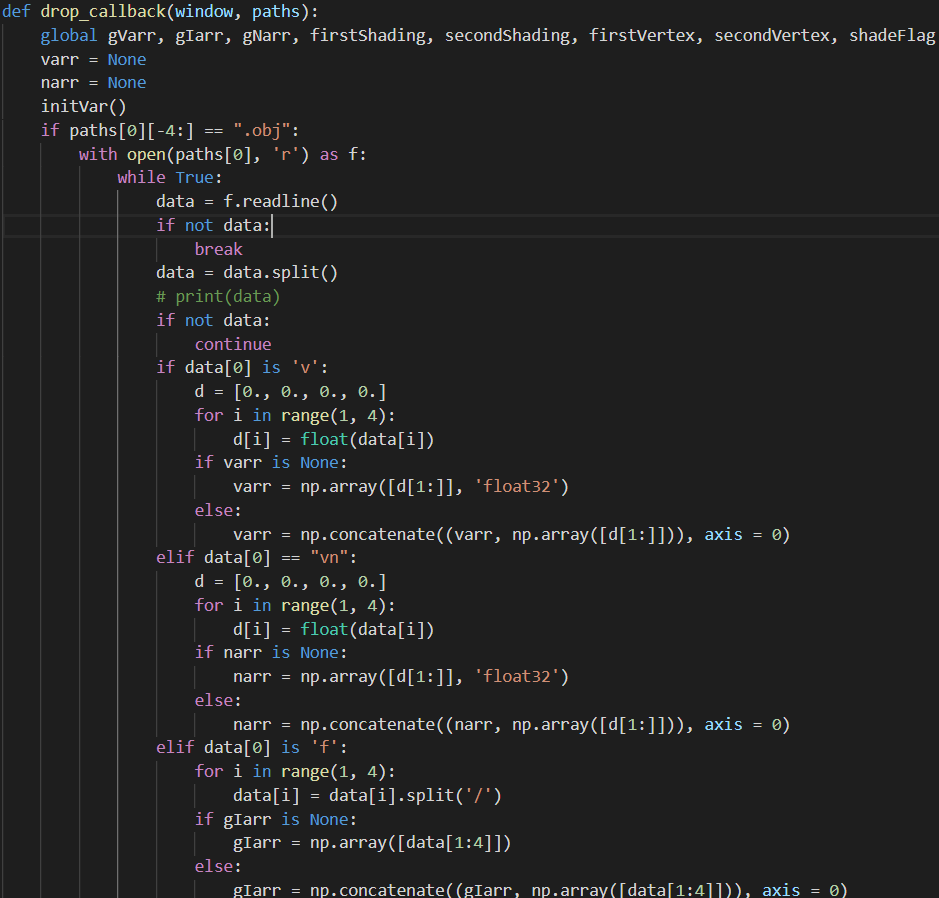 def drop_callback(window, paths):
    global gVarr, gIarr, gNarr, firstShading, secondShading, firstVertex, secondVertex, shadeFlag
    varr = None
    narr = None
    initVar()
    if paths[0][-4:] == ".obj":
        with open(paths[0], 'r') as f:
            while True:
                data = f.readline()
                if not data:
                    break
                data = data.split()
                # print(data)
                if not data:
                    continue
                if data[0] is 'v':
                    d = [0., 0., 0., 0.]
                    for i in range(1, 4):
                        d[i] = float(data[i])
                    if varr is None:
                        varr = np.array([d[1:]], 'float32')
                    else:
                        varr = np.concatenate((varr, np.array([d[1:]])), axis = 0)
                elif data[0] == "vn":
                    d = [0., 0., 0., 0.]
                    for i in range(1, 4):
                        d[i] = float(data[i])
                    if narr is None:
                        narr = np.array([d[1:]], 'float32')
                    else:
                        narr = np.concatenate((narr, np.array([d[1:]])), axis = 0)
                elif data[0] is 'f':
                    for i in range(1, 4):
                        data[i] = data[i].split('/')
                    if gIarr is None:
                        gIarr = np.array([data[1:4]])
                    else:
                        gIarr = np.concatenate((gIarr, np.array([data[1:4]])), axis = 0)